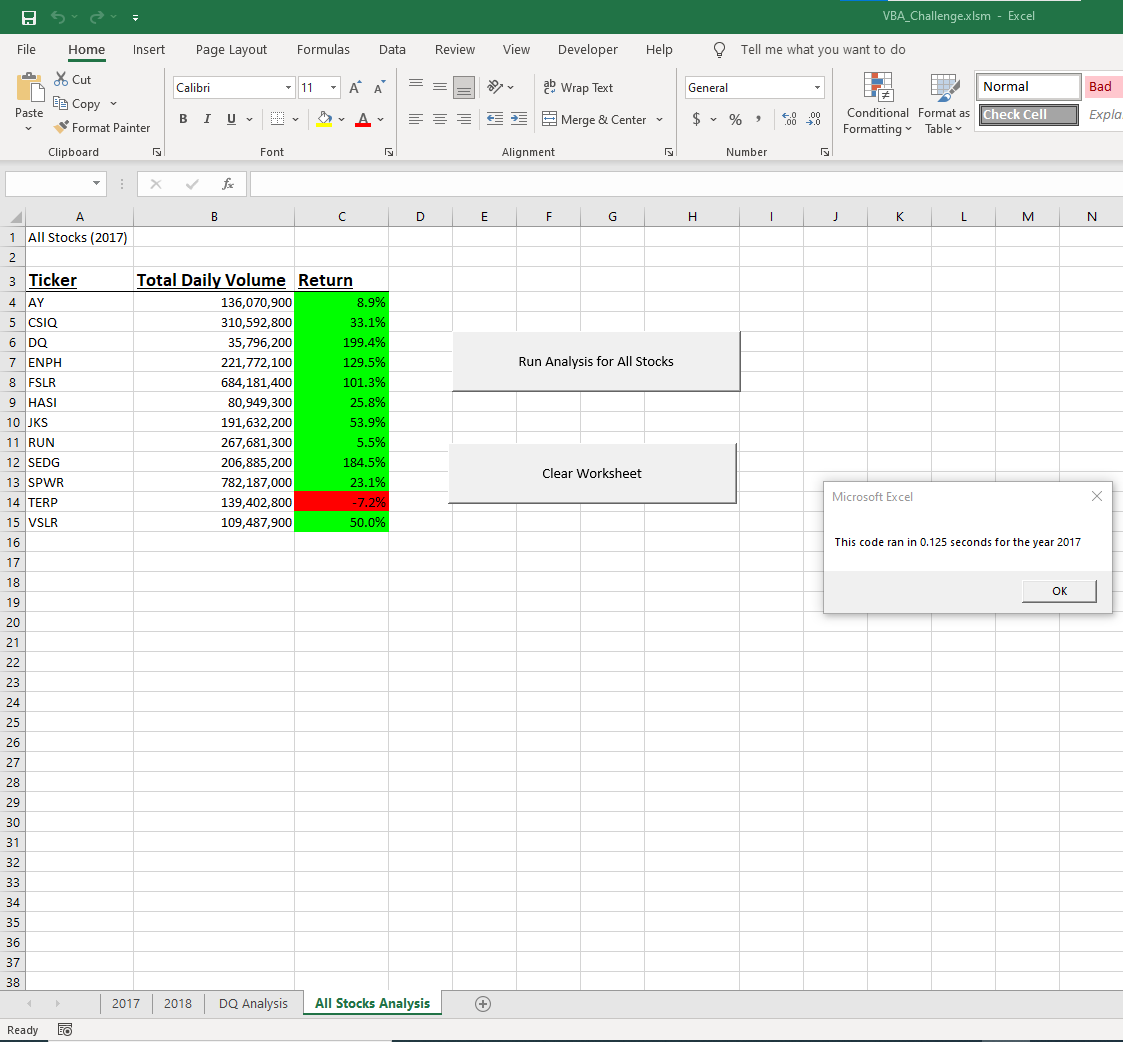 VBA_Challenge.xlsm - Excel
File Home Insert Page Layout Formulas Data Review View Developer Help Tell me what you want to do
Paste
Cut
Copy
Format Painter
Clipboard
Calibri 11 A A
B I U A
Font
ab Wrap Text
Merge & Center
Alignment
General
$ % , .00 .00
Number
Conditional Formatting
Format as Table
Normal Bad
Check Cell Expla
fx
A B C D E F G H I J K L M N
1 All Stocks (2017)
2
3 Ticker Total Daily Volume Return
4 AY 136,070,900 8.9%
5 CSIQ 310,592,800 33.1%
6 DQ 35,796,200 199.4%
7 ENPH 221,772,100 129.5%
8 FSLR 684,181,400 101.3%
9 HASI 80,949,300 25.8%
10 JKS 191,632,200 53.9%
11 RUN 267,681,300 5.5%
12 SEDG 206,885,200 184.5%
13 SPWR 782,187,000 23.1%
14 TERP 139,402,800 -7.2%
15 VSLR 109,487,900 50.0%
16
17
18
19
20
21
22
23
24
25
26
27
28
29
30
31
32
33
34
35
36
37
38
Run Analysis for All Stocks
Clear Worksheet
Microsoft Excel
This code ran in 0.125 seconds for the year 2017
OK
2017 2018 DQ Analysis All Stocks Analysis
Ready